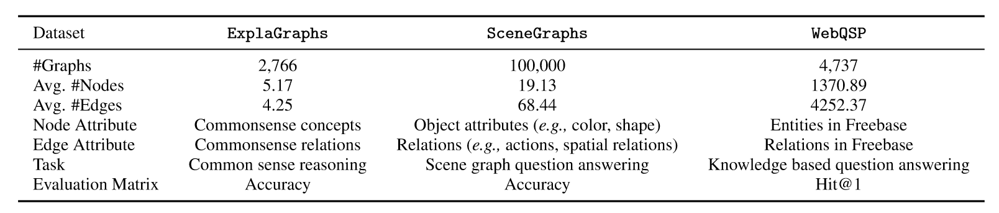 Dataset ExplaGraphs SceneGraphs WebQSP
#Graphs 2,766 100,000 4,737
Avg. #Nodes 5.17 19.13 1370.89
Avg. #Edges 4.25 68.44 4252.37
Node Attribute Commonsense concepts Object attributes (e.g., color, shape) Entities in Freebase
Edge Attribute Commonsense relations Relations (e.g., actions, spatial relations) Relations in Freebase
Task Common sense reasoning Scene graph question answering Knowledge based question answering
Evaluation Matrix Accuracy Accuracy Hit@1